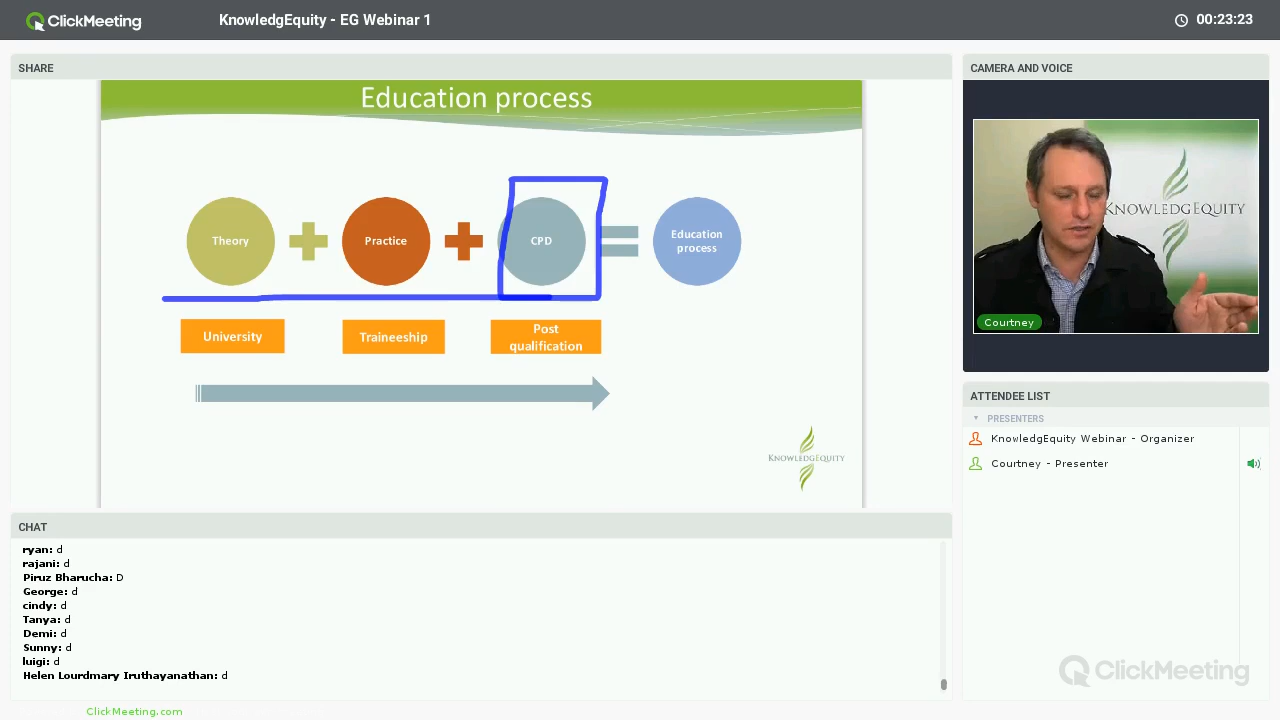 ClickMeeting
KnowledgEquity - EG Webinar 1
00:23:23
SHARE
Education process
Theory
Practice
CPD
Education
process
University
Traineeship
Post
qualification
KNOWLEDGEQUITY
CHAT
ryan: d
rajani: d
Piruz Bharucha: D
George: d
cindy: d
Tanya: d
Demi: d
Sunny: d
luigi: d
Helen Lourdmary Iruthayanathan: d
ClickMeeting.com
CAMERA AND VOICE
KNOWLEDGEQUITY
Courtney
ATTENDEE LIST
PRESENTERS
KnowledgEquity Webinar - Organizer
Courtney - Presenter
ClickMeeting